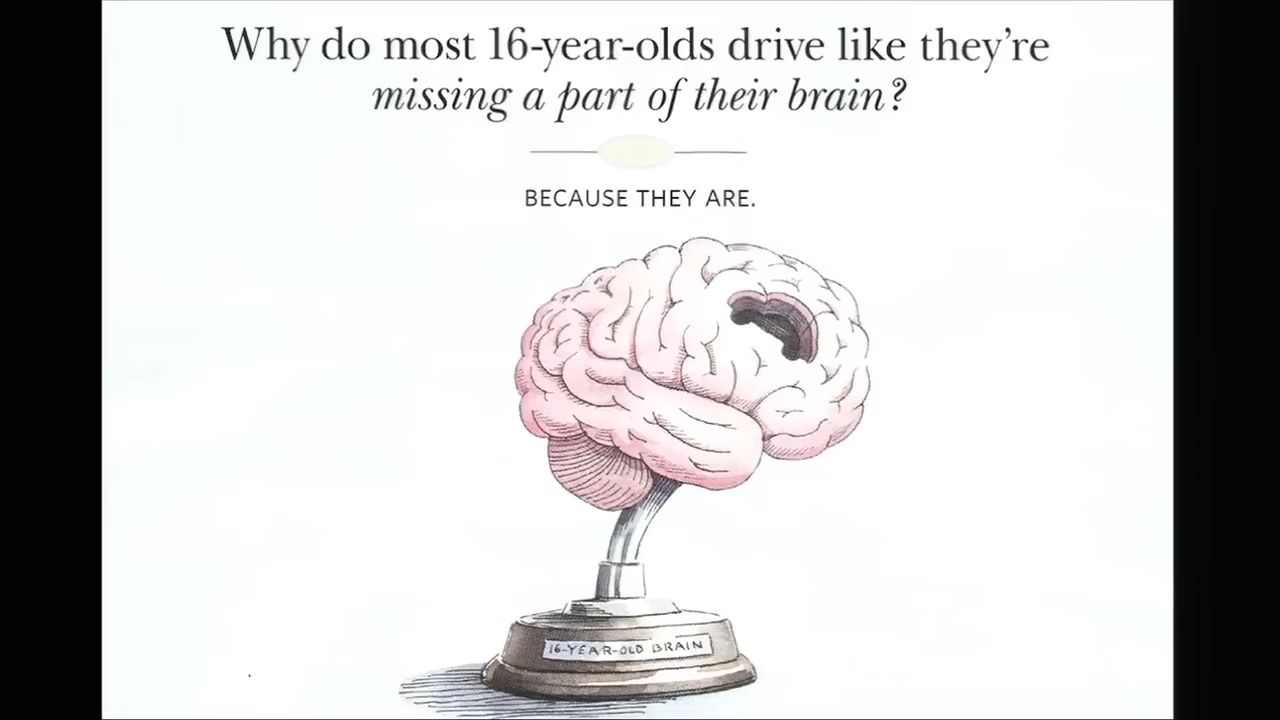 Why do most 16-year-olds drive like they’re
missing a part of their brain?
BECAUSE THEY ARE.
16-YEAR-OLD BRAIN